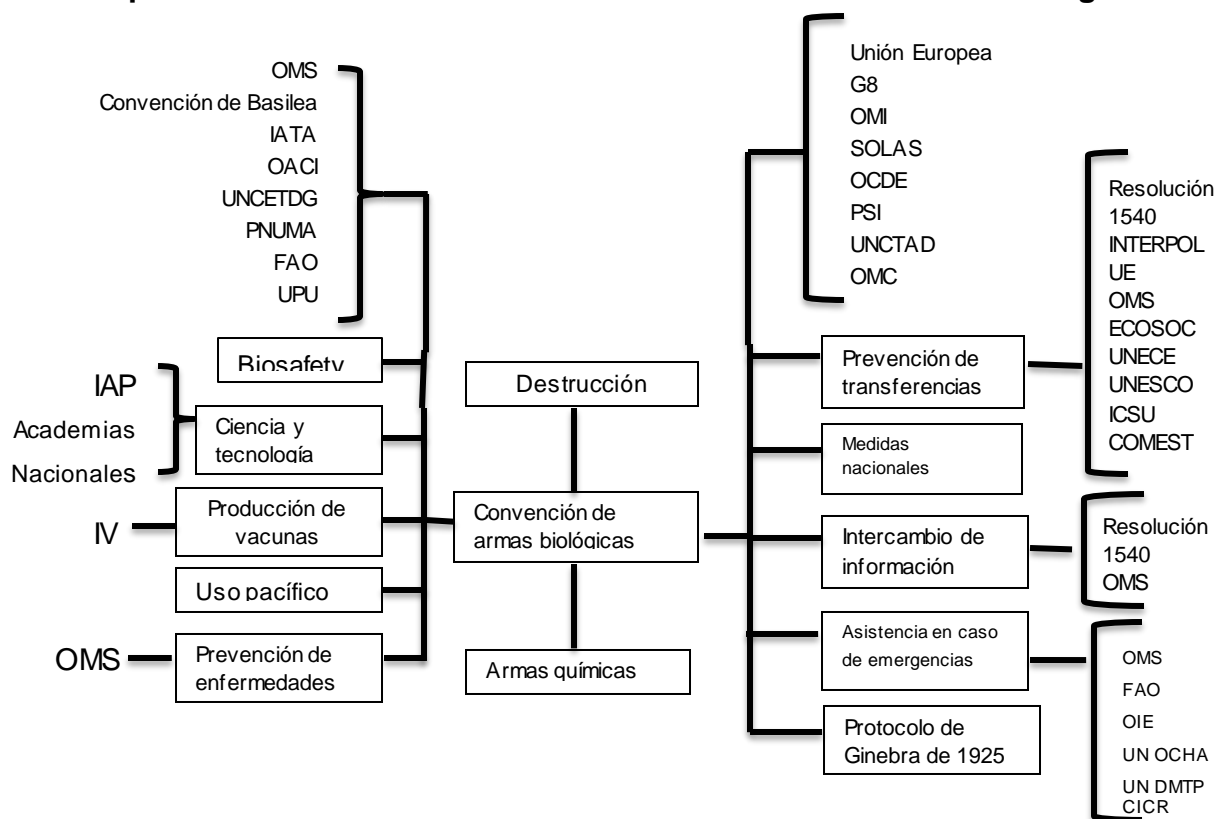 OMS
Convención de Basilea
IATA
OACI
UNCETDG
PNUMA
FAO
UPU
Biosafety
IAP
Academias
Nacionales
Ciencia y
tecnología
IV
Producción de
vacunas
Uso pacífico
OMS
Prevención de
enfermedades
Destrucción
Convención de
armas biológicas
Armas químicas
Unión Europea
G8
OMI
SOLAS
OCDE
PSI
UNCTAD
OMC
Prevención de
transferencias
Resolución
1540
INTERPOL
UE
OMS
ECOSOC
UNECE
UNESCO
ICSU
COMEST
Medidas
nacionales
Intercambio de
información
Resolución
1540
OMS
Asistencia en caso
de emergencias
OMS
FAO
OIE
UN OCHA
UN DMTP
CICR
Protocolo de
Ginebra de 1925